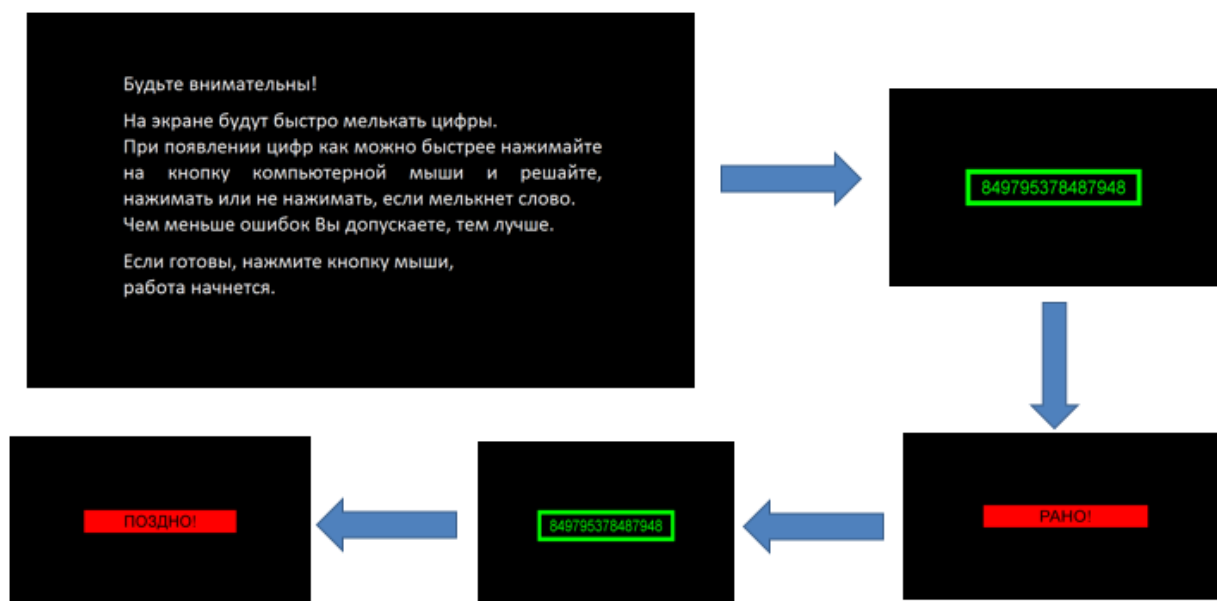 Будьте внимательны!
На экране будут быстро мелькать цифры.
При появлении цифр как можно быстрее нажимайте
на кнопку компьютерной мыши и решайте,
нажимать или не нажимать, если мелькнет слово.
Чем меньше ошибок Вы допускаете, тем лучше.
Если готовы, нажмите кнопку мыши,
работа начнется.
849795378487948
РАНО!
849795378487948
ПОЗДНО!